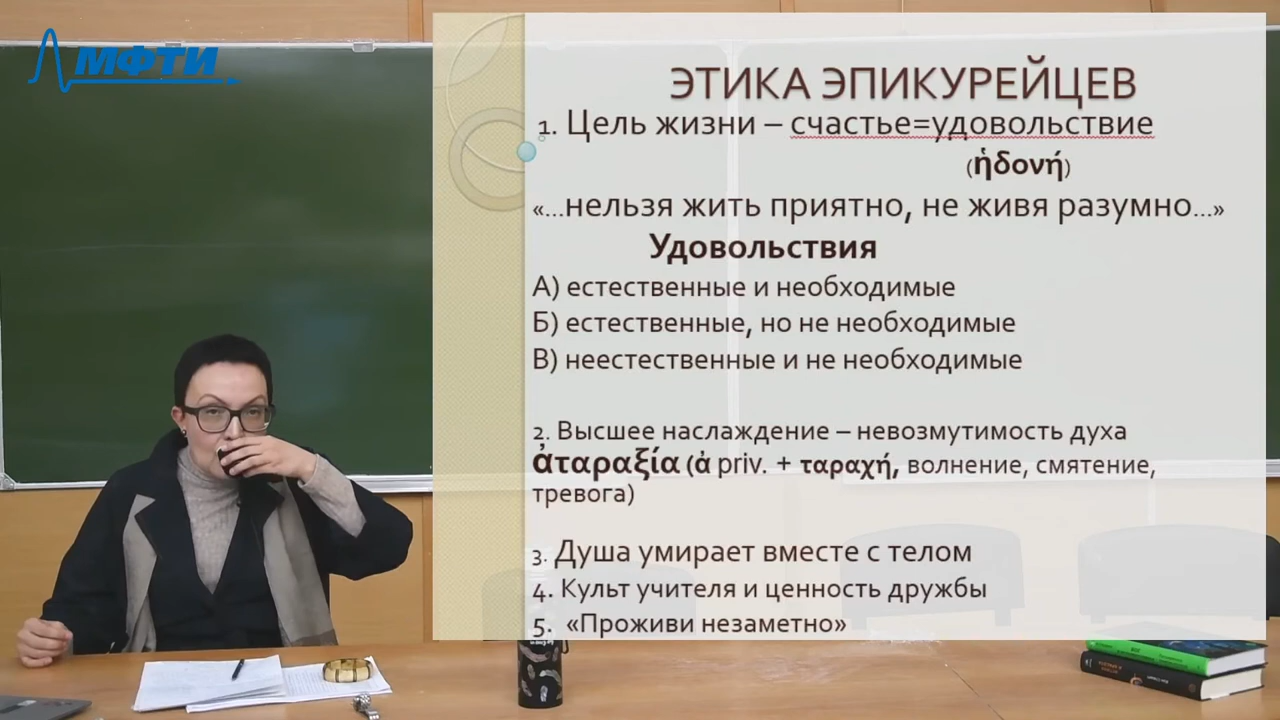 МФТИ
ЭТИКА ЭПИКУРЕЙЦЕВ
1. Цель жизни – счастье=удовольствие
(ἡδονή)
«...нельзя жить приятно, не живя разумно...»
Удовольствия
А) естественные и необходимые
Б) естественные, но не необходимые
В) неестественные и не необходимые
2. Высшее наслаждение – невозмутимость духа
ἀταραξία (ἀ priv. + ταραχή, волнение, смятение,
тревога)
3. Душа умирает вместе с телом
4. Культ учителя и ценность дружбы
5. «Проживи незаметно»